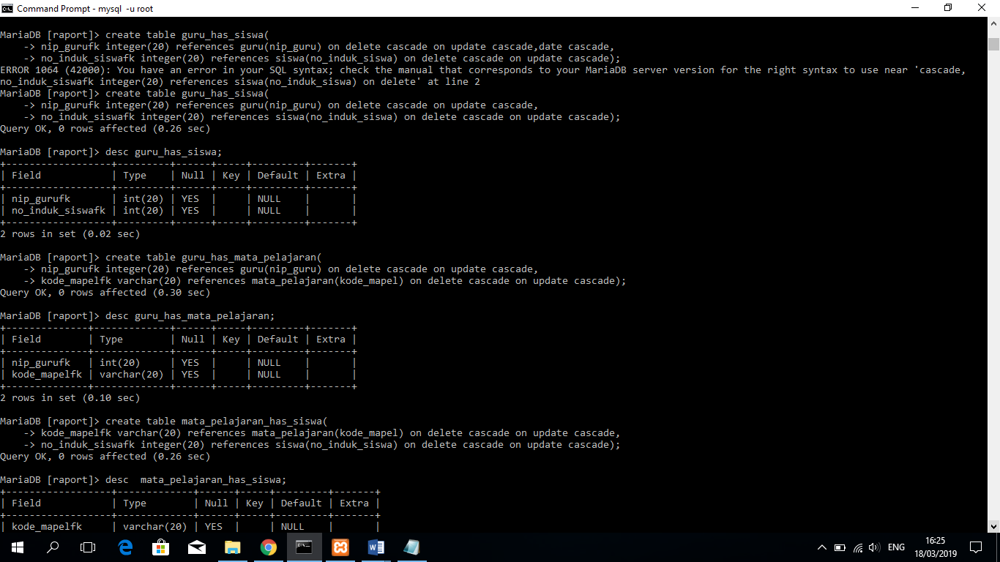 Command Prompt - mysql  -u root
MariaDB [raport]> create table guru_has_siswa(
    -> nip_gurufk integer(20) references guru(nip_guru) on delete cascade on update cascade,date cascade,
    -> no_induk_siswafk integer(20) references siswa(no_induk_siswa) on delete cascade on update cascade);
ERROR 1064 (42000): You have an error in your SQL syntax; check the manual that corresponds to your MariaDB server version for the right syntax to use near 'cascade,
no_induk_siswafk integer(20) references siswa(no_induk_siswa) on delete' at line 2
MariaDB [raport]> create table guru_has_siswa(
    -> nip_gurufk integer(20) references guru(nip_guru) on delete cascade on update cascade,
    -> no_induk_siswafk integer(20) references siswa(no_induk_siswa) on delete cascade on update cascade);
Query OK, 0 rows affected (0.26 sec)
MariaDB [raport]> desc guru_has_siswa;
+------------------+---------+------+-----+---------+-------+
| Field            | Type    | Null | Key | Default | Extra |
+------------------+---------+------+-----+---------+-------+
| nip_gurufk       | int(20) | YES  |     | NULL    |       |
| no_induk_siswafk | int(20) | YES  |     | NULL    |       |
+------------------+---------+------+-----+---------+-------+
2 rows in set (0.02 sec)
MariaDB [raport]> create table guru_has_mata_pelajaran(
    -> nip_gurufk integer(20) references guru(nip_guru) on delete cascade on update cascade,
    -> kode_mapelfk varchar(20) references mata_pelajaran(kode_mapel) on delete cascade on update cascade);
Query OK, 0 rows affected (0.30 sec)
MariaDB [raport]> desc guru_has_mata_pelajaran;
+--------------+-------------+------+-----+---------+-------+
| Field        | Type        | Null | Key | Default | Extra |
+--------------+-------------+------+-----+---------+-------+
| nip_gurufk   | int(20)     | YES  |     | NULL    |       |
| kode_mapelfk | varchar(20) | YES  |     | NULL    |       |
+--------------+-------------+------+-----+---------+-------+
2 rows in set (0.10 sec)
MariaDB [raport]> create table mata_pelajaran_has_siswa(
    -> kode_mapelfk varchar(20) references mata_pelajaran(kode_mapel) on delete cascade on update cascade,
    -> no_induk_siswafk integer(20) references siswa(no_induk_siswa) on delete cascade on update cascade);
Query OK, 0 rows affected (0.26 sec)
MariaDB [raport]> desc  mata_pelajaran_has_siswa;
+------------------+-------------+------+-----+---------+-------+
| Field            | Type        | Null | Key | Default | Extra |
+------------------+-------------+------+-----+---------+-------+
| kode_mapelfk     | varchar(20) | YES  |     | NULL    |       |
ENG
16:25
18/03/2019